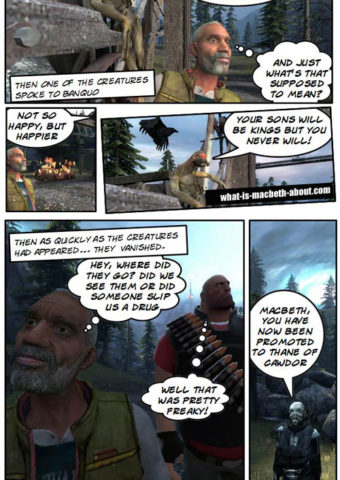 AND JUST
WHAT'S THAT
SUPPOSED
TO MEAN?
THEN ONE OF THE CREATURES
SPOKE TO BANQUO
NOT SO
HAPPY, BUT
HAPPIER
YOUR SONS WILL
BE KINGS BUT YOU
NEVER WILL!
what-is-macbeth-about.com
THEN AS QUICKLY AS THE CREATURES
HAD APPEARED... THEY VANISHED.
HEY, WHERE DID
THEY GO? DID WE
SEE THEM OR DID
SOMEONE SLIP
US A DRUG
WELL THAT
WAS PRETTY
FREAKY!
MACBETH,
YOU HAVE
NOW BEEN
PROMOTED
TO THANE OF
CAWDOR